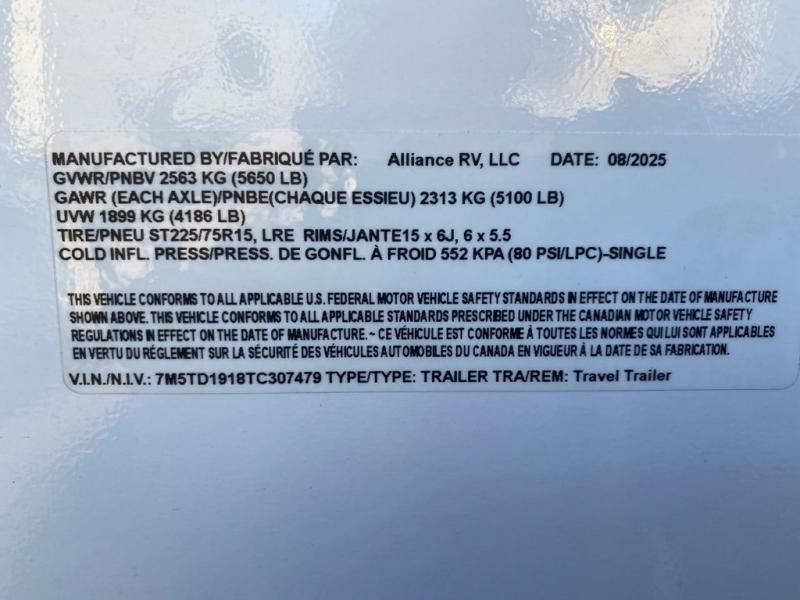 MANUFACTURED BY/FABRIQUÉ PAR: Alliance RV, LLC DATE: 08/2025
GVWR/PNBV 2563 KG (5650 LB)
GAWR (EACH AXLE)/PNBE(CHAQUE ESSIEU) 2313 KG (5100 LB)
UVW 1899 KG (4186 LB)
TIRE/PNEU ST225/75R15, LRE RIMS/JANTE15 x 6J, 6 x 5.5
COLD INFL. PRESS/PRESS. DE GONFL. À FROID 552 KPA (80 PSI/LPC)-SINGLE
THIS VEHICLE CONFORMS TO ALL APPLICABLE U.S. FEDERAL MOTOR VEHICLE SAFETY STANDARDS IN EFFECT ON THE DATE OF MANUFACTURE
SHOWN ABOVE. THIS VEHICLE CONFORMS TO ALL APPLICABLE STANDARDS PRESCRIBED UNDER THE CANADIAN MOTOR VEHICLE SAFETY
REGULATIONS IN EFFECT ON THE DATE OF MANUFACTURE. ~ CE VÉHICULE EST CONFORME À TOUTES LES NORMES QUI LUI SONT APPLICABLES
EN VERTU DU RÉGLEMENT SUR LA SÉCURITÉ DES VÉHICULES AUTOMOBILES DU CANADA EN VIGUEUR À LA DATE DE SA FABRICATION.
V.I.N./N.I.V.: 7M5TD1918TC307479 TYPE/TYPE: TRAILER TRA/REM: Travel Trailer